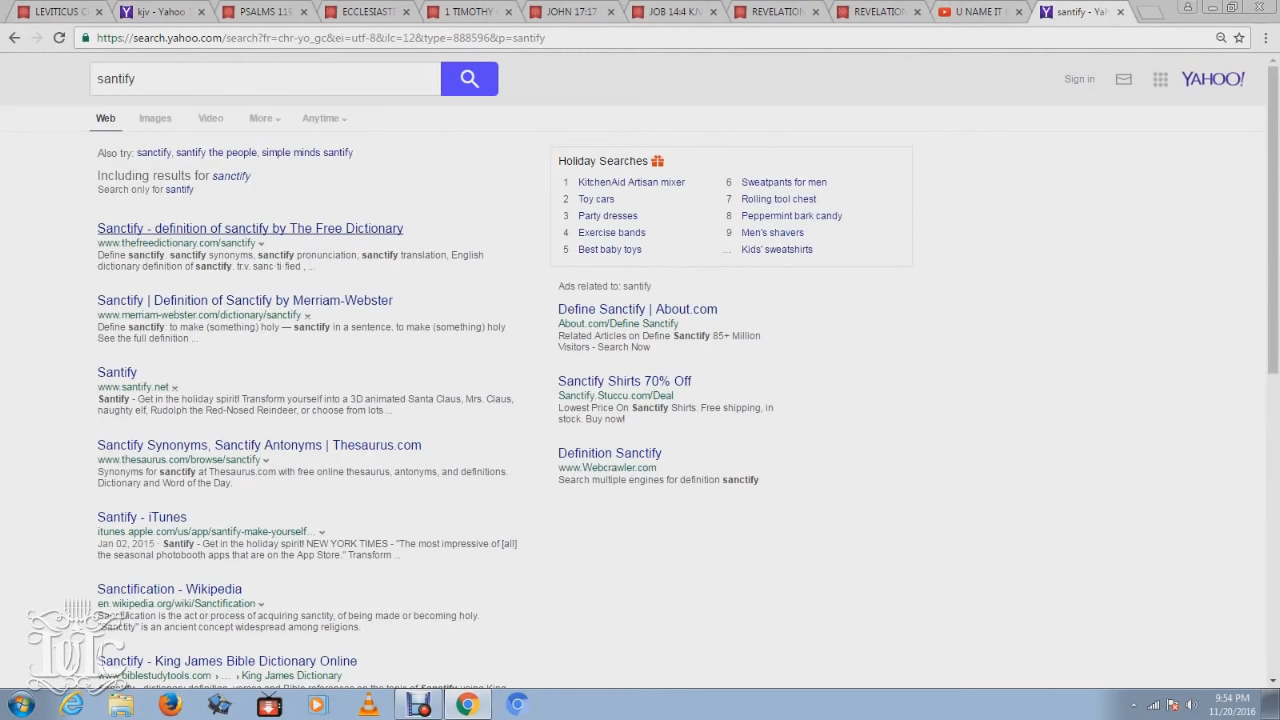 LEVITICUS C
kjv - Yahoo
PSALMS 119
ECCLESIAST
1 TIMOTHY
JOHN 17:17
JOB 14:4 KJ
REVELATION
REVELATION
U NAME IT
santify - Ya
https://search.yahoo.com/search?fr=chr-yo_gc&ei=utf-8&ilc=12&type=888596&p=santify
santify
Sign in
YAHOO!
Web Images Video More Anytime
Also try: sanctify, santify the people, simple minds santify
Including results for sanctify
Search only for santify
Sanctify - definition of sanctify by The Free Dictionary
www.thefreedictionary.com/sanctify
Define sanctify. sanctify synonyms, sanctify pronunciation, sanctify translation, English
dictionary definition of sanctify. tr.v. sanc·ti·fied , ...
Sanctify | Definition of Sanctify by Merriam-Webster
www.merriam-webster.com/dictionary/sanctify
Define sanctify: to make (something) holy — sanctify in a sentence. to make (something) holy
See the full definition ...
Santify
www.santify.net
Santify - Get in the holiday spirit! Transform yourself into a 3D animated Santa Claus, Mrs. Claus,
naughty elf, Rudolph the Red-Nosed Reindeer, or choose from lots ...
Sanctify Synonyms, Sanctify Antonyms | Thesaurus.com
www.thesaurus.com/browse/sanctify
Synonyms for sanctify at Thesaurus.com with free online thesaurus, antonyms, and definitions.
Dictionary and Word of the Day.
Santify - iTunes
itunes.apple.com/us/app/santify-make-yourself...
Jan 02, 2015 · Santify - Get in the holiday spirit! NEW YORK TIMES - "The most impressive of [all]
the seasonal photobooth apps that are on the App Store." Transform ...
Sanctification - Wikipedia
en.wikipedia.org/wiki/Sanctification
Sanctification is the act or process of acquiring sanctity, of being made or becoming holy.
"Sanctity" is an ancient concept widespread among religions.
Sanctify - King James Bible Dictionary Online
www.biblestudytools.com › ... › King James Dictionary
Holiday Searches
1 KitchenAid Artisan mixer
2 Toy cars
3 Party dresses
4 Exercise bands
5 Best baby toys
6 Sweatpants for men
7 Rolling tool chest
8 Peppermint bark candy
9 Men's shavers
... Kids' sweatshirts
Ads related to: santify
Define Sanctify | About.com
About.com/Define Sanctify
Related Articles on Define Sanctify 85+ Million
Visitors - Search Now
Sanctify Shirts 70% Off
Sanctify.Stuccu.com/Deal
Lowest Price On Sanctify Shirts. Free shipping, in
stock. Buy now!
Definition Sanctify
www.Webcrawler.com
Search multiple engines for definition sanctify
9:54 PM
11/20/2016